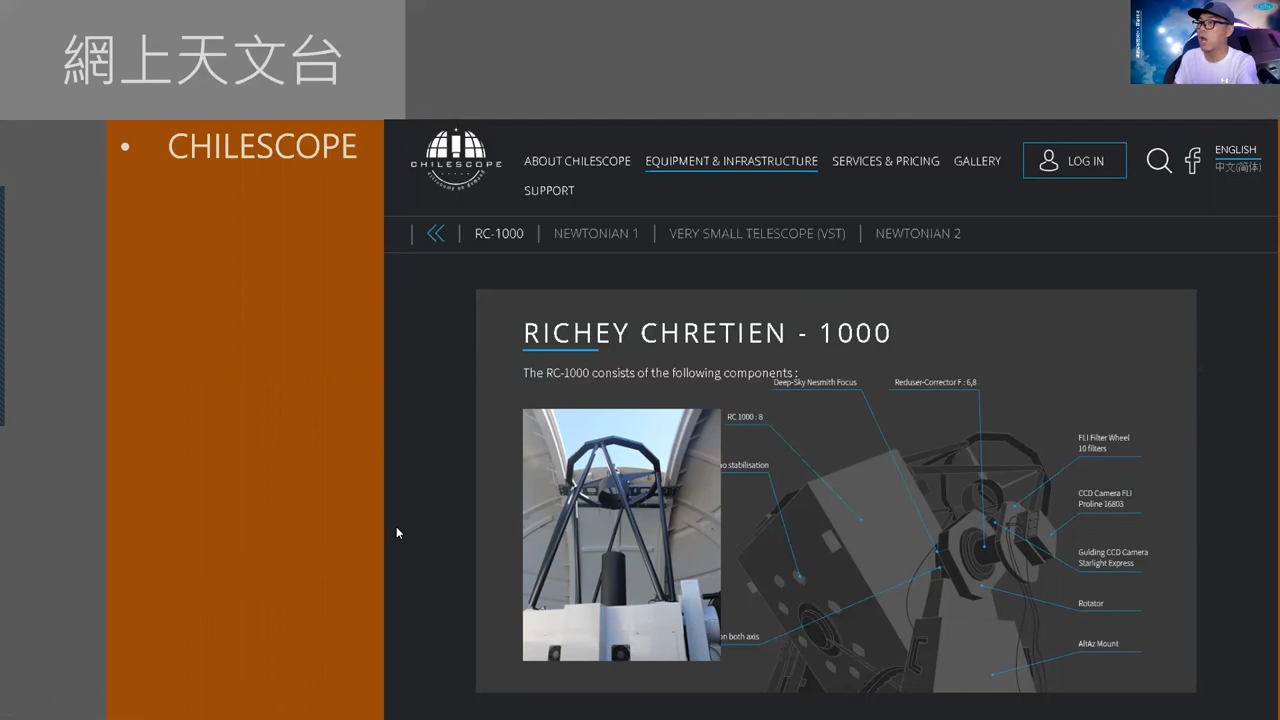 網上天文台
• CHILESCOPE
CHILESCOPE
ABOUT CHILESCOPE EQUIPMENT & INFRASTRUCTURE SERVICES & PRICING GALLERY
SUPPORT
LOG IN
ENGLISH
中文(简体)
RC-1000 NEWTONIAN 1 VERY SMALL TELESCOPE (VST) NEWTONIAN 2
RICHEY CHRETIEN - 1000
The RC-1000 consists of the following components :
Deep-Sky Nesmith Focus
Reduser-Corrector F : 6,8
RC 1000 : 8
FLI Filter Wheel
10 filters
stabilisation
CCD Camera FLI
Proline 16803
Gulding CCD Camera
Starlight Express
Rotator
on both axis
AltAz Mount